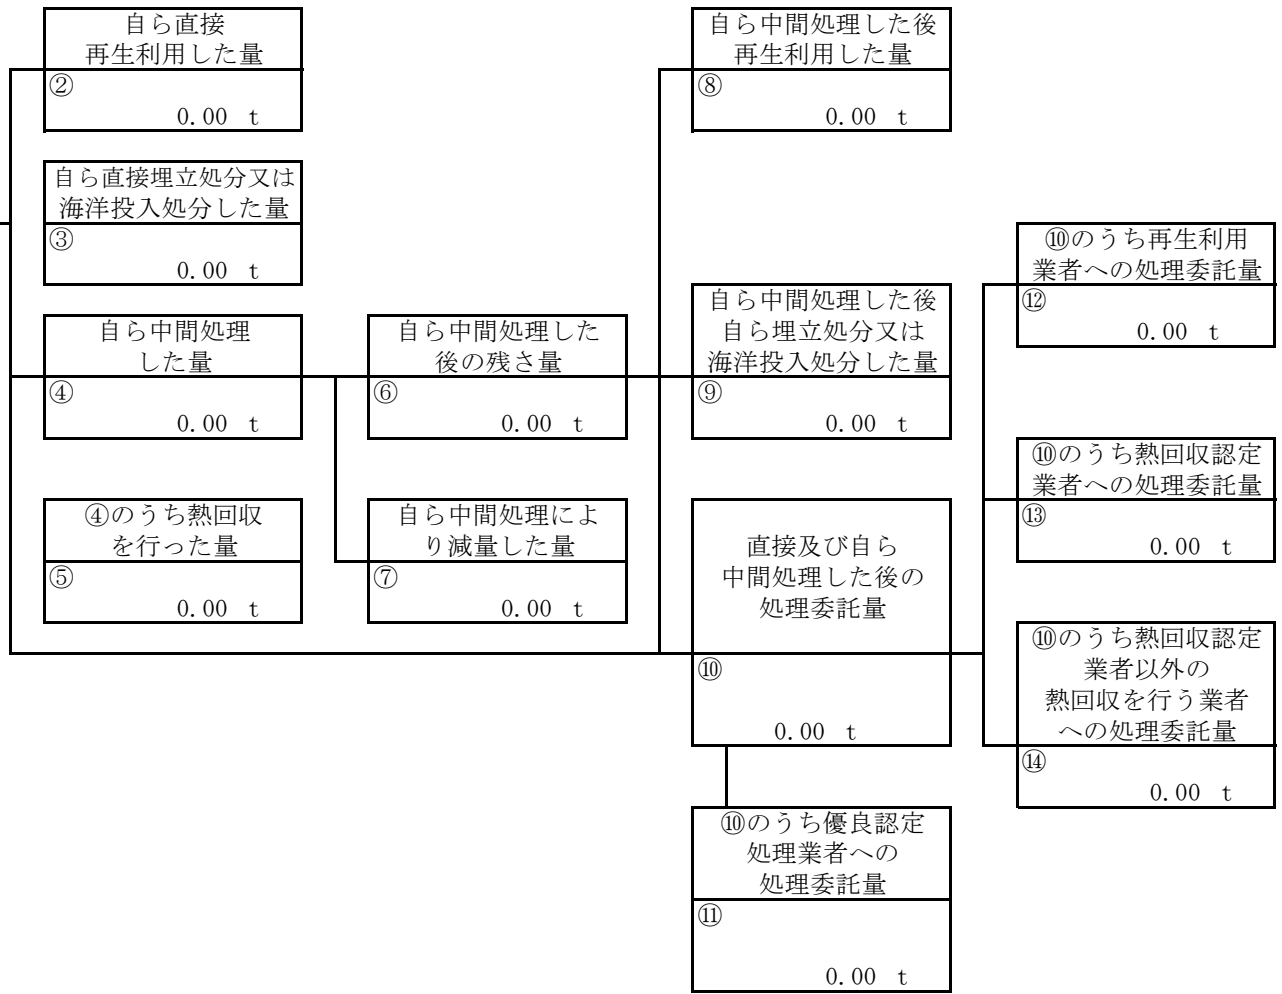 自ら直接
再生利用した量
②
0.00 t
自ら直接埋立処分又は
海洋投入処分した量
③
0.00 t
自ら中間処理
した量
④
0.00 t
④のうち熱回収
を行った量
⑤
0.00 t
自ら中間処理した
後の残さ量
⑥
0.00 t
自ら中間処理によ
り減量した量
⑦
0.00 t
自ら中間処理した後
再生利用した量
⑧
0.00 t
自ら中間処理した後
自ら埋立処分又は
海洋投入処分した量
⑨
0.00 t
直接及び自ら
中間処理した後の
処理委託量
⑩
0.00 t
⑩のうち優良認定
処理業者への
処理委託量
⑪
0.00 t
⑩のうち再生利用
業者への処理委託量
⑫
0.00 t
⑩のうち熱回収認定
業者への処理委託量
⑬
0.00 t
⑩のうち熱回収認定
業者以外の
熱回収を行う業者
への処理委託量
⑭
0.00 t